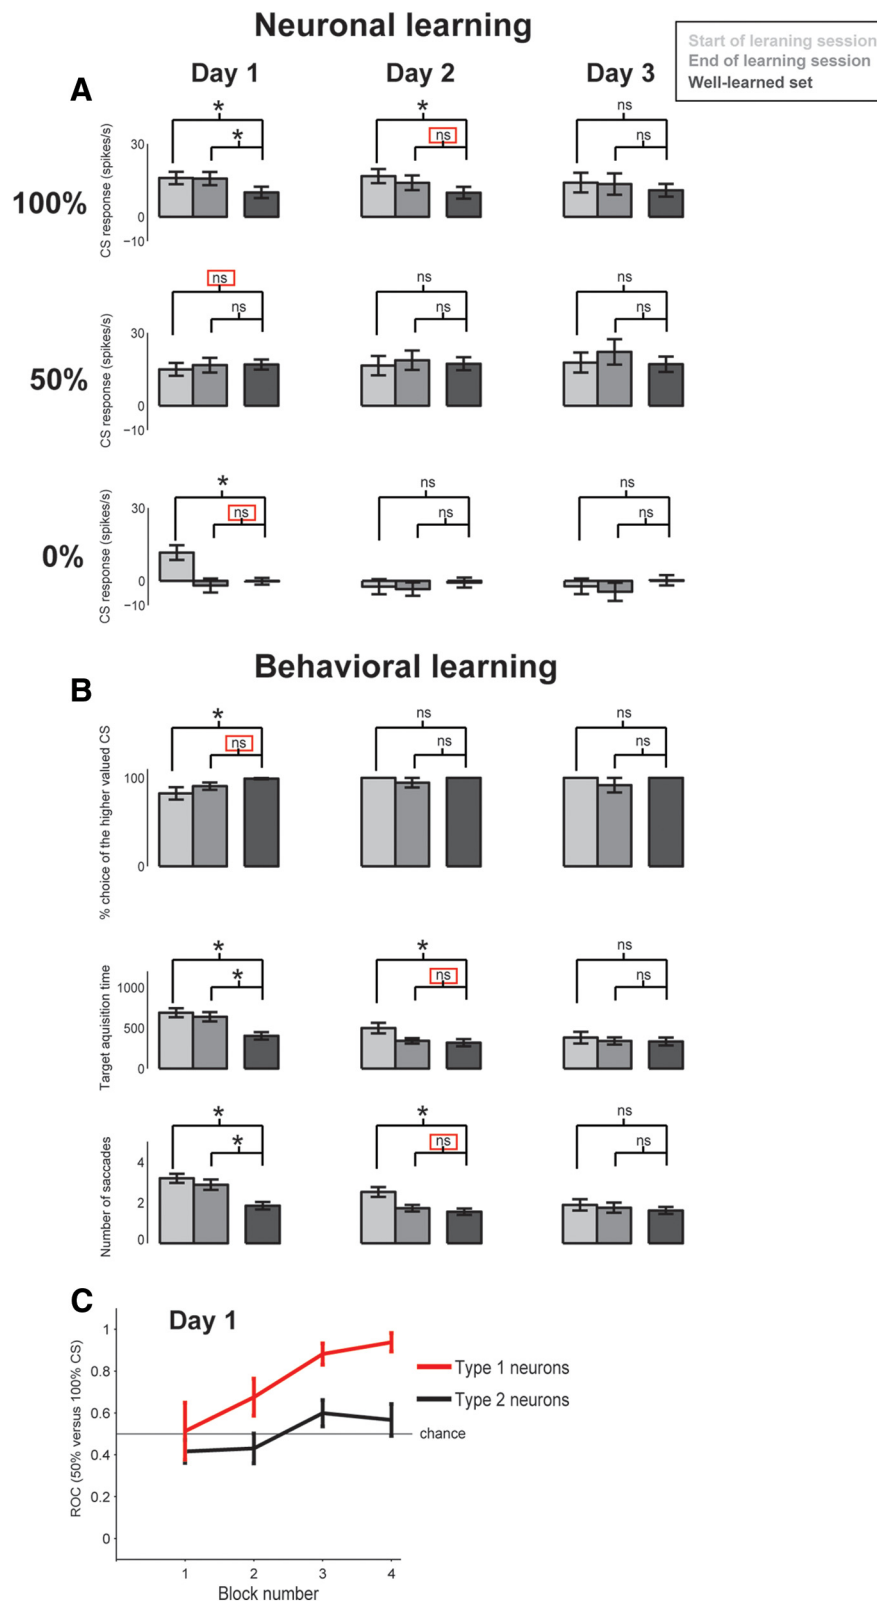 Neuronal learning
Start of leraning session
End of learning session
Well-learned set
A
Day 1
Day 2
Day 3
100%
CS response (spikes/s)
30
0
−10
*
*
*
ns
ns
ns
50%
CS response (spikes/s)
30
0
−10
ns
ns
ns
ns
ns
ns
0%
CS response (spikes/s)
30
0
−10
*
ns
ns
ns
ns
ns
Behavioral learning
B
% choice of the higher valued CS
100
0
*
ns
ns
ns
ns
ns
Target aquisition time
1000
500
0
*
*
*
ns
ns
ns
Number of saccades
4
2
0
*
*
*
ns
ns
ns
C
Day 1
ROC (50% versus 100% CS)
1
0.8
0.6
0.4
0.2
0
Type 1 neurons
Type 2 neurons
chance
1 2 3 4
Block number